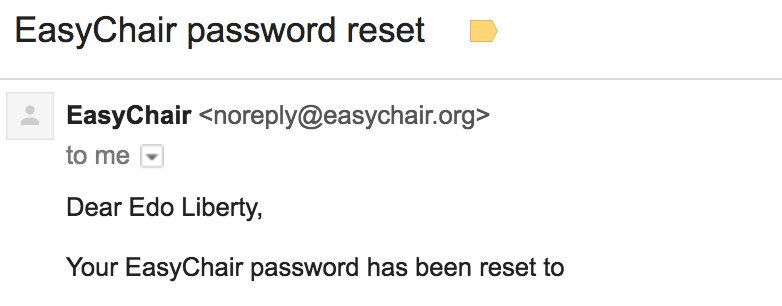 EasyChair password reset
EasyChair <noreply@easychair.org>
to me
Dear Edo Liberty,
Your EasyChair password has been reset to